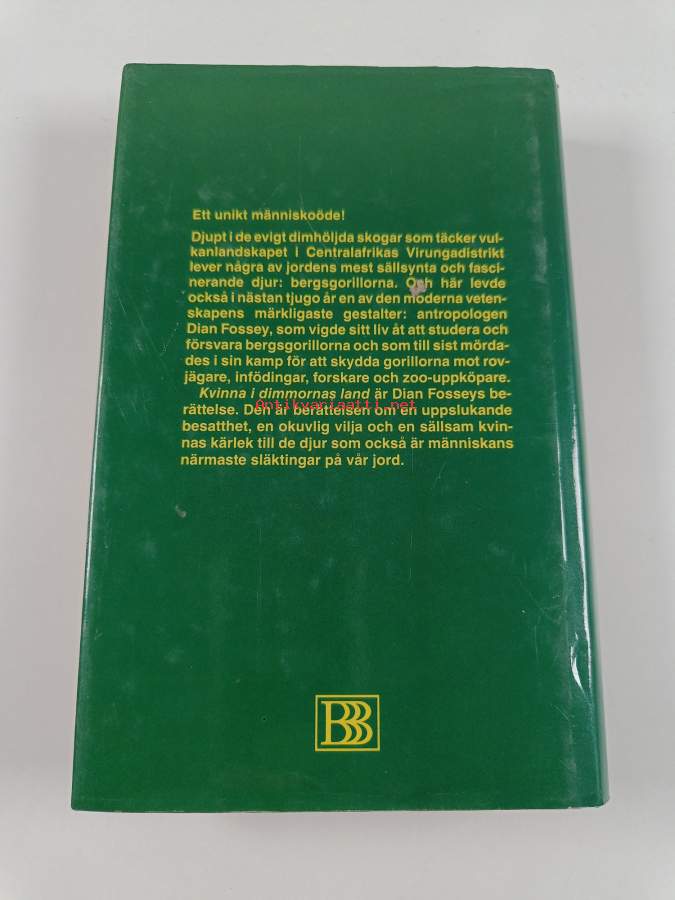 Ett unikt människoöde!
Djupt i de evigt dimhöljda skogar som täcker vul-
kanlandskapet i Centralafrikas Virungadistrikt
lever några av jordens mest sällsynta och fasci-
nerande djur: bergsgorillorna. Och här levde
också i nästan tjugo år en av den moderna veten-
skapens märkligaste gestalter: antropologen
Dian Fossey, som vigde sitt liv åt att studera och
försvara bergsgorillorna och som till sist mörda-
des i sin kamp för att skydda gorillorna mot rov-
jägare, infödingar, forskare och zoo-uppköpare.
Kvinna i dimmornas land är Dian Fosseys be-
Antikvariaatti.net
rättelse. Den är berättelsen om en uppslukande
besatthet, en okuvlig vilja och en sällsam kvin-
nas kärlek till de djur som också är människans
närmaste släktingar på vår jord.
BBB